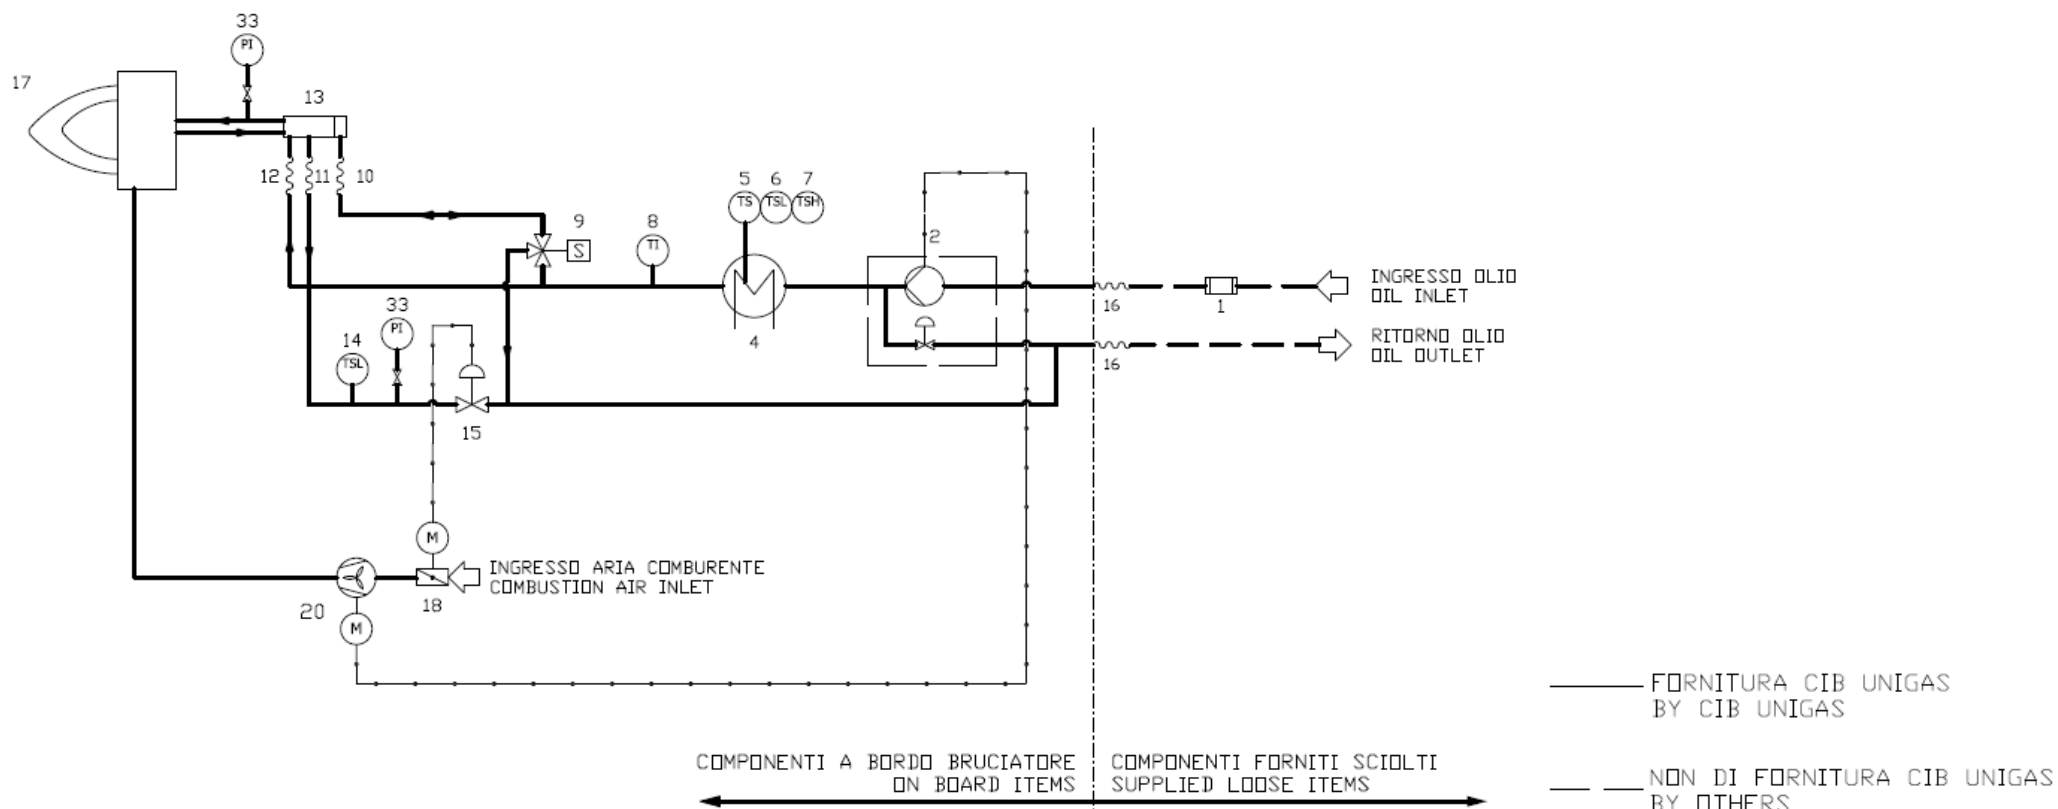 33
PI
17
13
12
11
10
5
6
7
TS
TSL
TSH
9
S
8
TI
2
INGRESSO OLIO
OIL INLET
16
1
4
33
PI
14
TSL
RITORNO OLIO
OIL OUTLET
16
15
M
INGRESSO ARIA COMBURENTE
COMBUSTION AIR INLET
18
20
M
FORNITURA CIB UNIGAS
BY CIB UNIGAS
COMPONENTI A BORDO BRUCIATORE
ON BOARD ITEMS
COMPONENTI FORNITI SCIOLTI
SUPPLIED LOOSE ITEMS
NON DI FORNITURA CIB UNIGAS
BY OTHERS